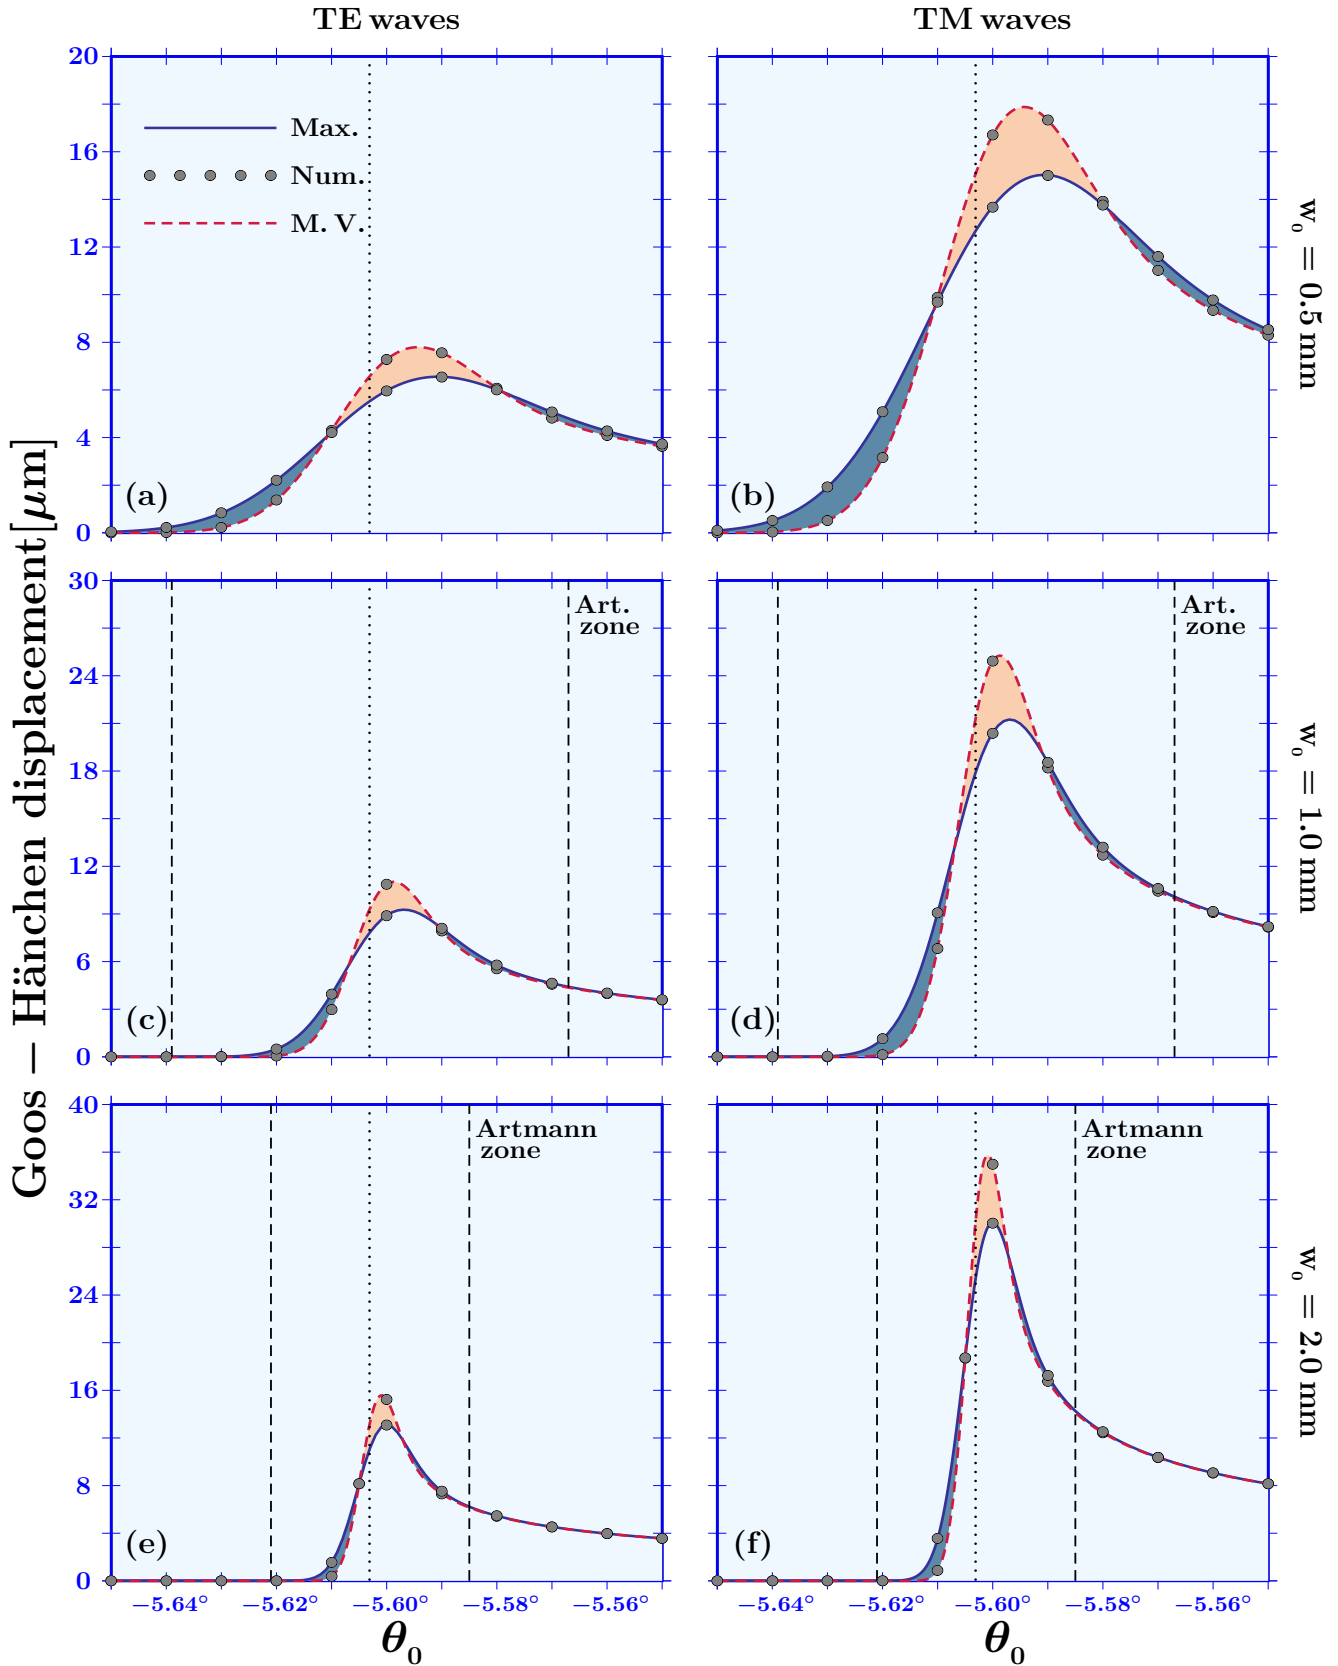 TE waves
TM waves
Goos — Hänchen displacement [μm]
20
16
12
8
4
0
Max.
Num.
M. V.
(a)
(b)
w₀ = 0.5 mm
30
24
18
12
6
0
Art.
zone
(c)
Art.
zone
(d)
w₀ = 1.0 mm
40
32
24
16
8
0
Artmann
zone
(e)
Artmann
zone
(f)
w₀ = 2.0 mm
−5.64° −5.62° −5.60° −5.58° −5.56°
−5.64° −5.62° −5.60° −5.58° −5.56°
θ₀
θ₀